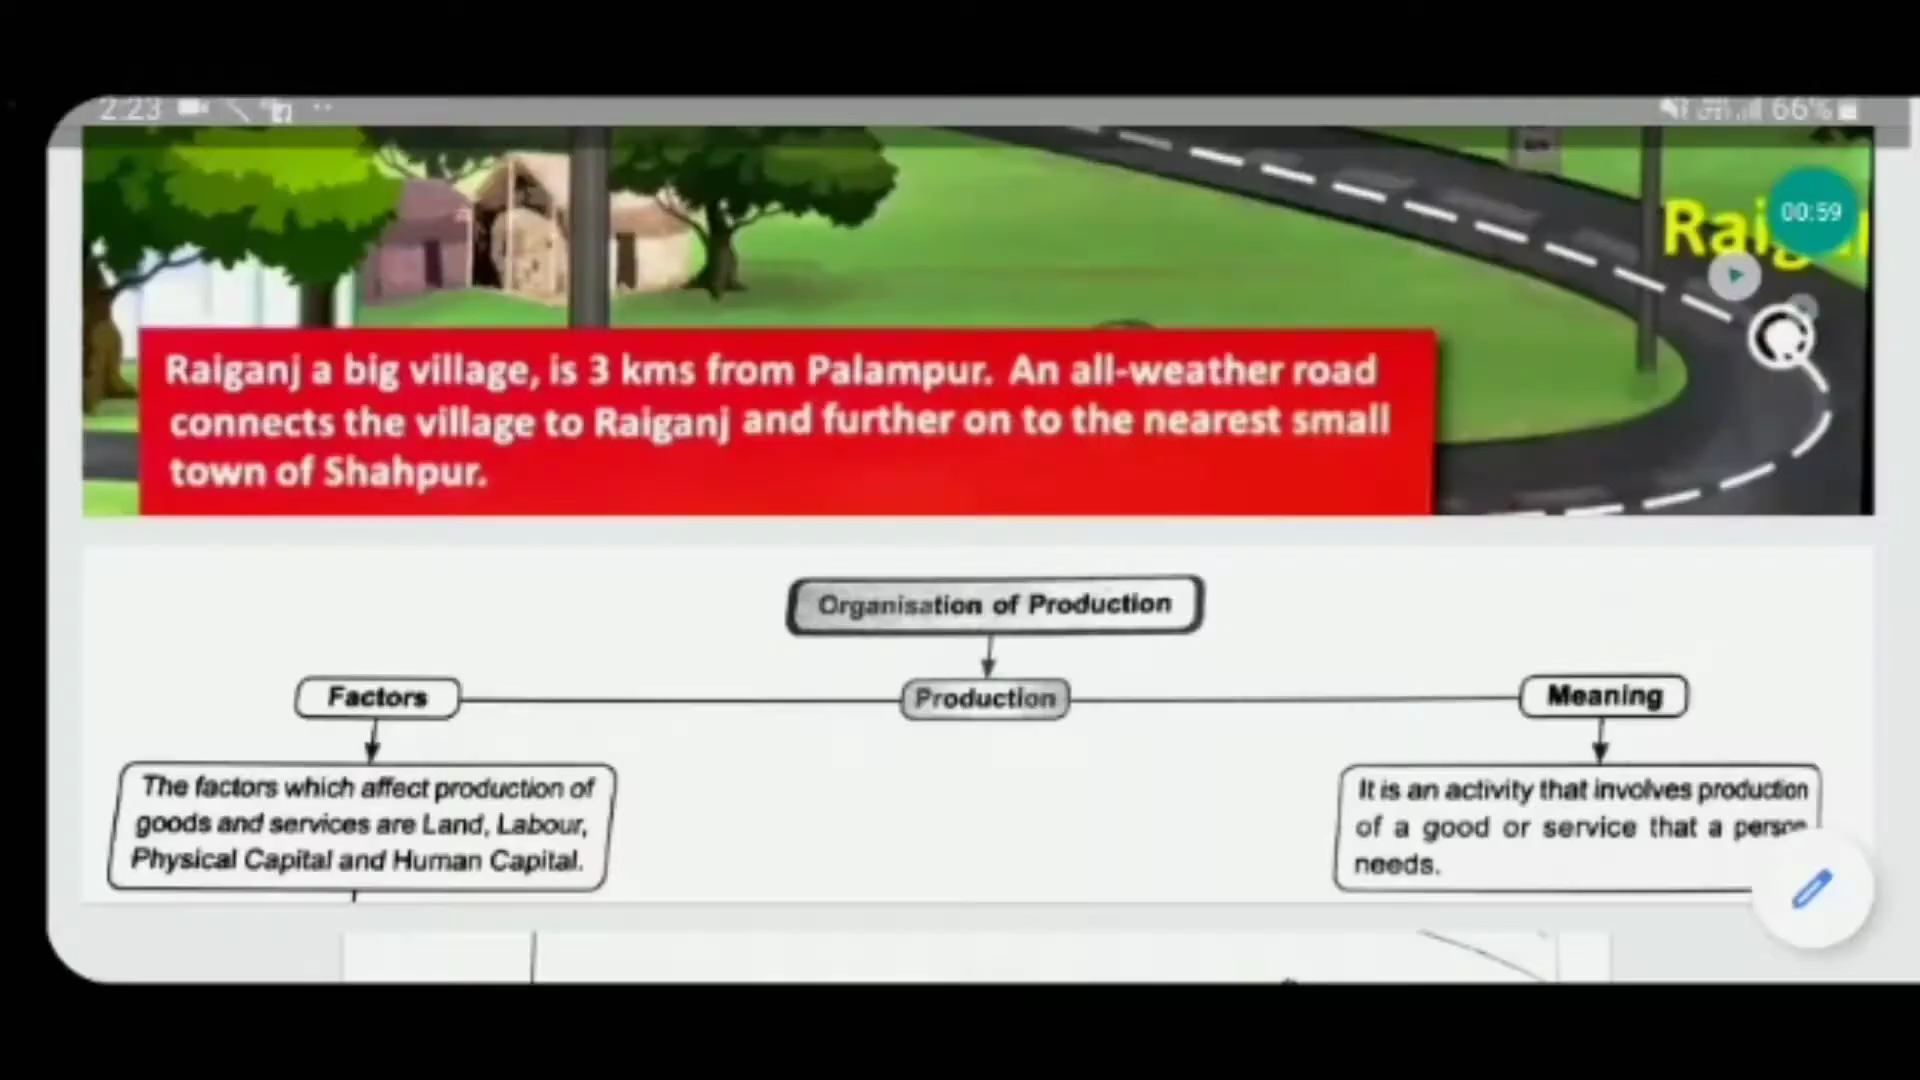 2:23
66%
Rai
00:59
Raiganj a big village, is 3 kms from Palampur. An all-weather road
connects the village to Raiganj and further on to the nearest small
town of Shahpur.
Organisation of Production
Factors
Production
Meaning
The factors which affect production of
goods and services are Land, Labour,
Physical Capital and Human Capital.
It is an activity that involves production
of a good or service that a person
needs.